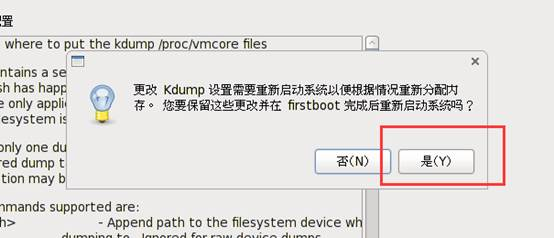 配置
where to put the kdump /proc/vmcore files
ntains a se
sh has happ
e only applic
lesystem is
only one dum
red dump t
tion may b
mmands supported are:
h> - Append path to the filesystem device wh
dumping to. Ignored for raw device dumps.
更改 Kdump 设置需要重新启动系统以便根据情况重新分配内
存。 您要保留这些更改并在 firstboot 完成后重新启动系统吗？
否(N)
是(Y)